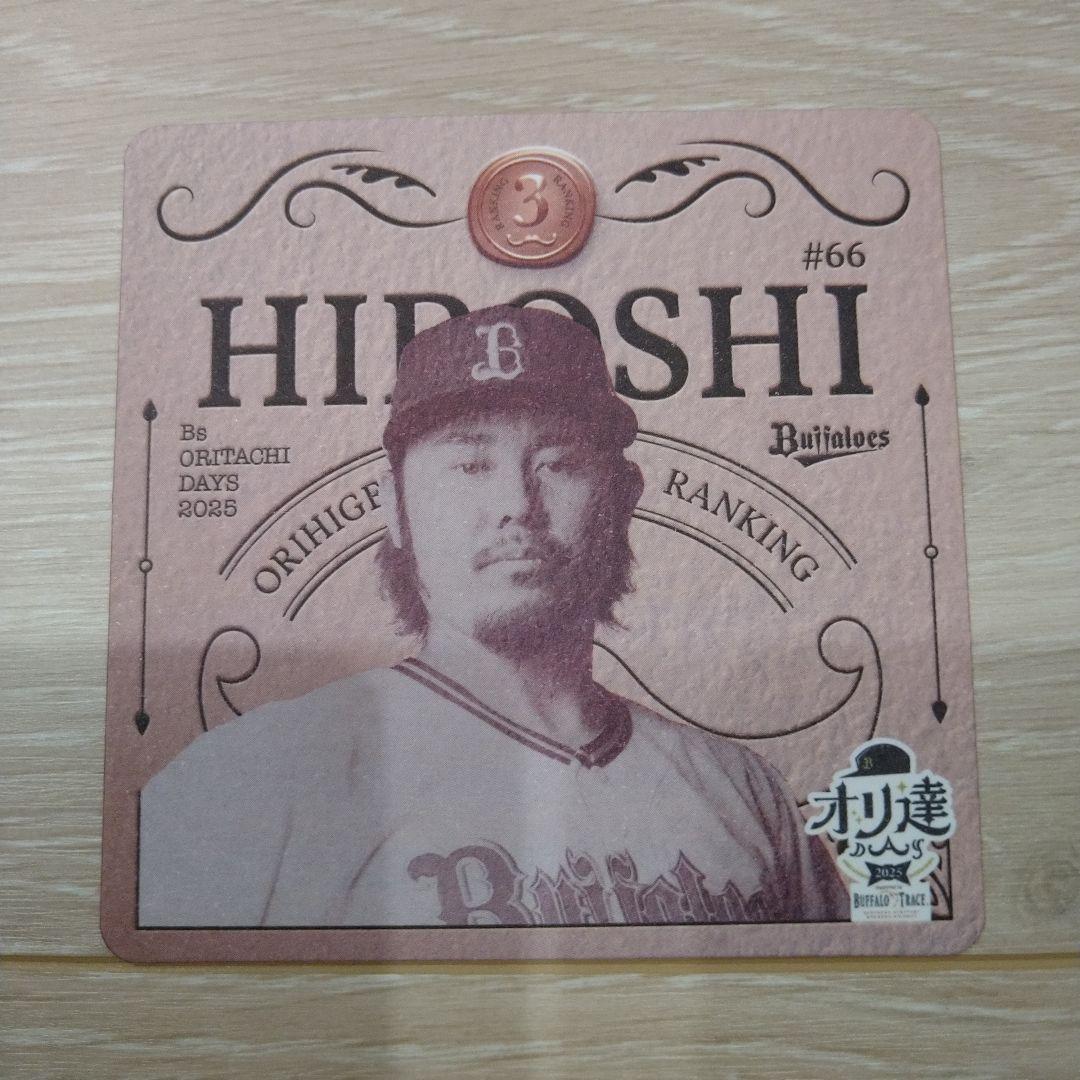 RANKING 3 RANKING
#66
HIROSHI
Bs
ORITACHI
DAYS
2025
Buffaloes
ORIHIGE RANKING
B
Buffaloes
B
オリ達
DAYS
2025
BUFFALO TRACE